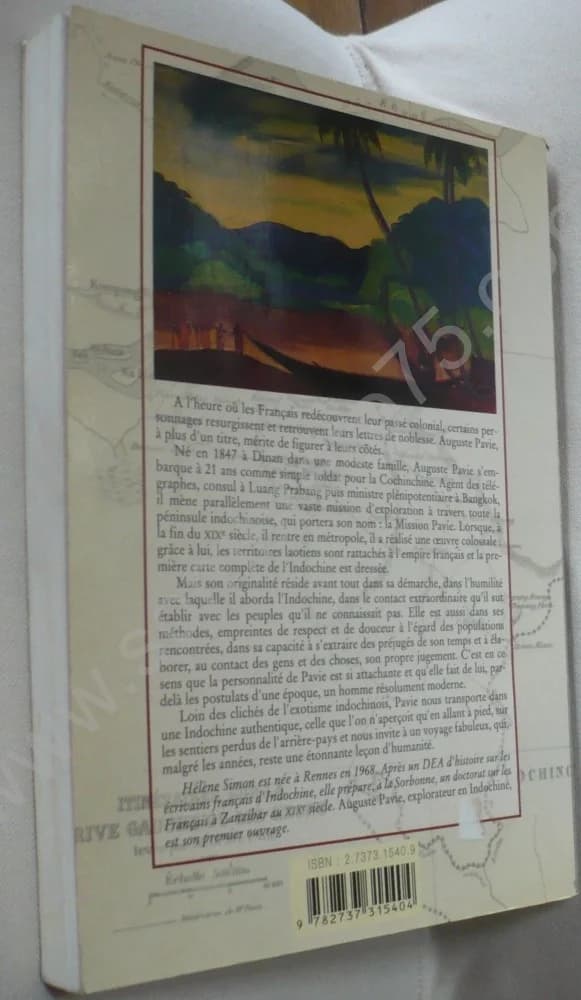 A l'heure où les Français redécouvrent leur passé colonial, certains per-
sonnages resurgissent et retrouvent leurs lettres de noblesse. Auguste Pavie,
à plus d'un titre, mérite de figurer à leurs côtés.
Né en 1847 à Dinan dans une modeste famille, Auguste Pavie s'em-
barque à 21 ans comme simple soldat pour la Cochinchine. Agent des télé-
graphes, consul à Luang Prabang puis ministre plénipotentiaire à Bangkok,
il mène parallèlement une vaste mission d'exploration à travers toute la
péninsule indochinoise, qui portera son nom : la Mission Pavie. Lorsque, à
la fin du XIXe siècle, il rentre en métropole, il a réalisé une œuvre colossale :
grâce à lui, les territoires laotiens sont rattachés à l'empire français et la pre-
mière carte complète de l'Indochine est dressée.
Mais son originalité réside avant tout dans sa démarche, dans l'humilité
avec laquelle il aborda l'Indochine, dans le contact extraordinaire qu'il sut
établir avec les peuples qu'il ne connaissait pas. Elle est aussi dans ses
méthodes, empreintes de respect et de douceur à l'égard des populations
rencontrées, dans sa capacité à s'extraire des préjugés de son temps et à éla-
borer, au contact des gens et des choses, son propre jugement. C'est en ce
sens que la personnalité de Pavie est si attachante et qu'elle fait de lui, par-
delà les postulats d'une époque, un homme résolument moderne.
Loin des clichés de l'exotisme indochinois, Pavie nous transporte dans
une Indochine authentique, celle que l'on n'aperçoit qu'en allant à pied, sur
les sentiers perdus de l'arrière-pays et nous invite à un voyage fabuleux, qui,
malgré les années, reste une étonnante leçon d'humanité.
Hélène Simon est née à Rennes en 1968. Après un DEA d'histoire sur les
écrivains français d'Indochine, elle prépare, à la Sorbonne, un doctorat sur les
Français à Zanzibar au XIXe siècle. Auguste Pavie, explorateur en Indochine,
est son premier ouvrage.
ISBN : 2.7373.1540.9
9 782737 315404